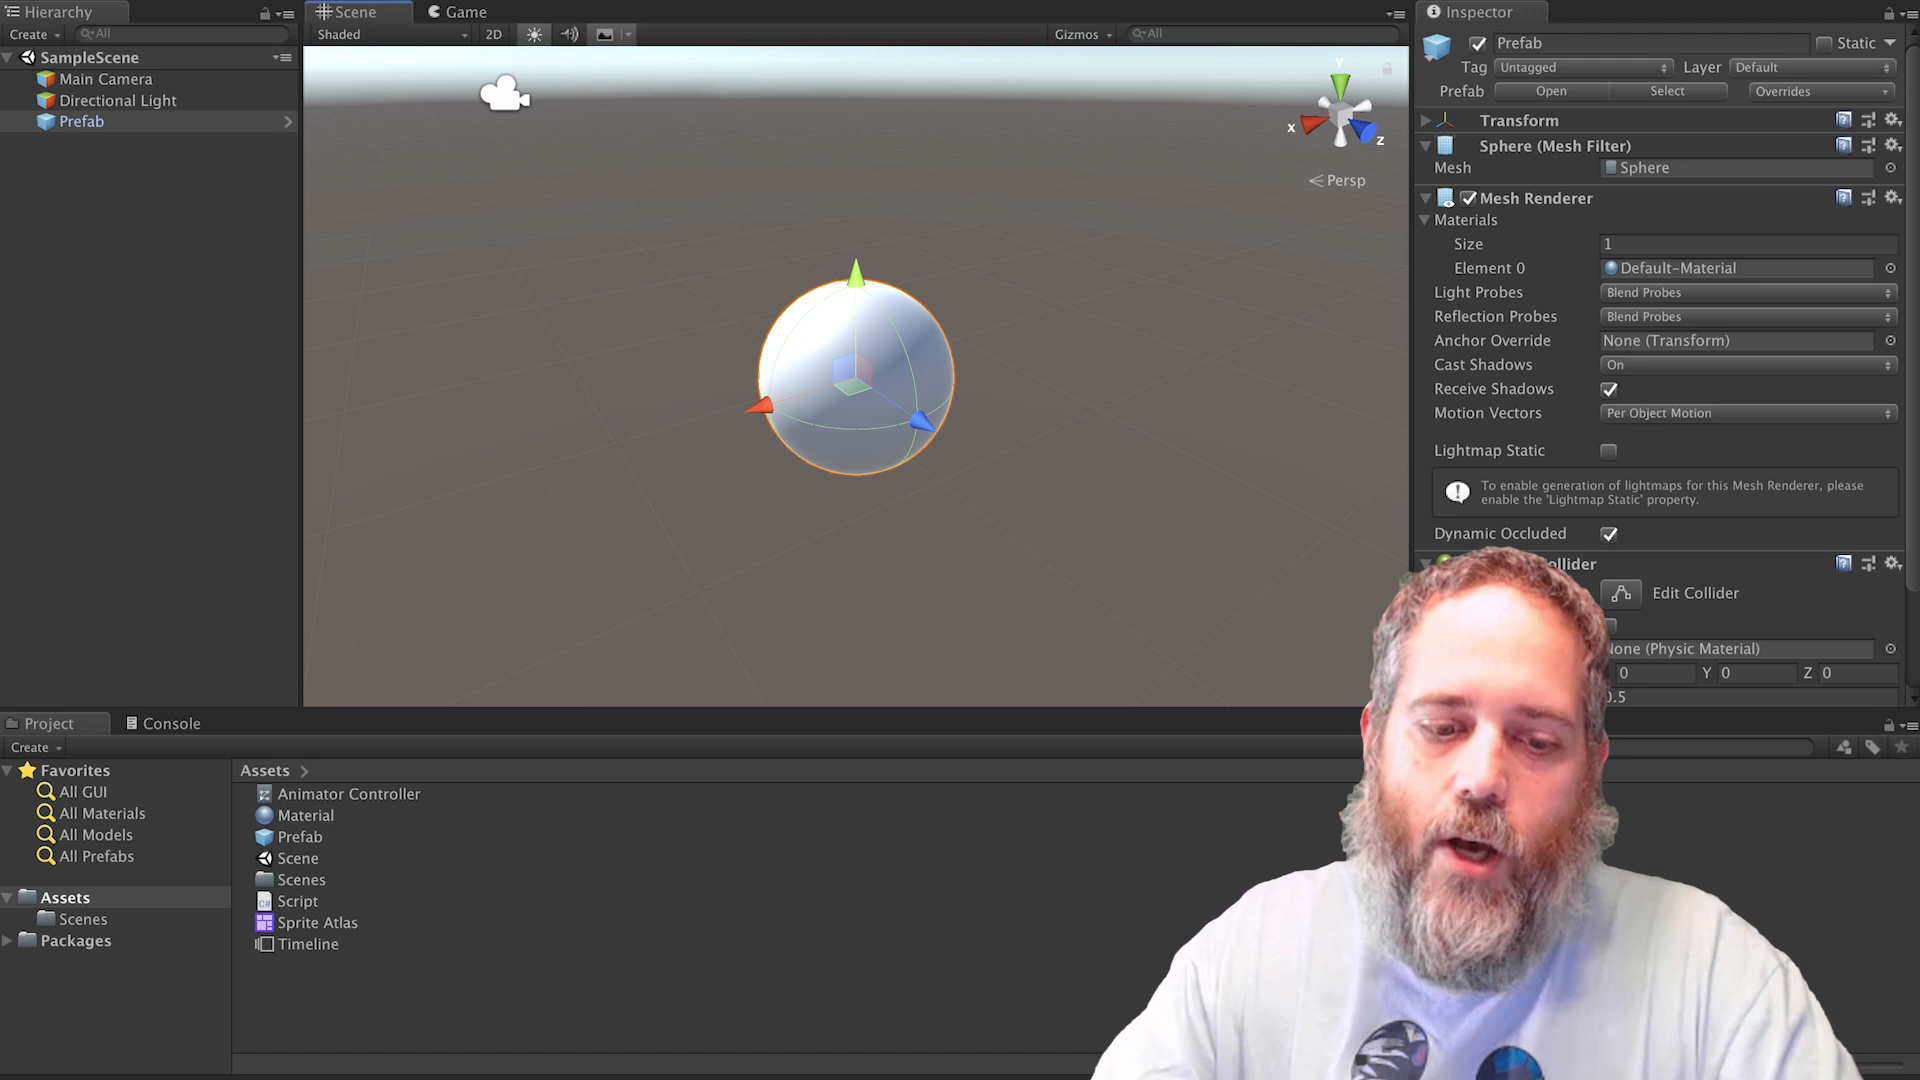 Hierarchy
Create
All
SampleScene
Main Camera
Directional Light
Prefab
Scene
Game
Shaded
2D
Gizmos
All
y
x
z
Persp
Inspector
Prefab
Static
Tag
Untagged
Layer
Default
Prefab
Open
Select
Overrides
Transform
Sphere (Mesh Filter)
Mesh
Sphere
Mesh Renderer
Materials
Size
1
Element 0
Default-Material
Light Probes
Blend Probes
Reflection Probes
Blend Probes
Anchor Override
None (Transform)
Cast Shadows
On
Receive Shadows
Motion Vectors
Per Object Motion
Lightmap Static
To enable generation of lightmaps for this Mesh Renderer, please
enable the 'Lightmap Static' property.
Dynamic Occluded
ollider
Edit Collider
None (Physic Material)
0
Y 0
Z 0
0.5
Project
Console
Create
Favorites
All GUI
All Materials
All Models
All Prefabs
Assets
Scenes
Packages
Assets
Animator Controller
Material
Prefab
Scene
Scenes
C#
Script
Sprite Atlas
Timeline